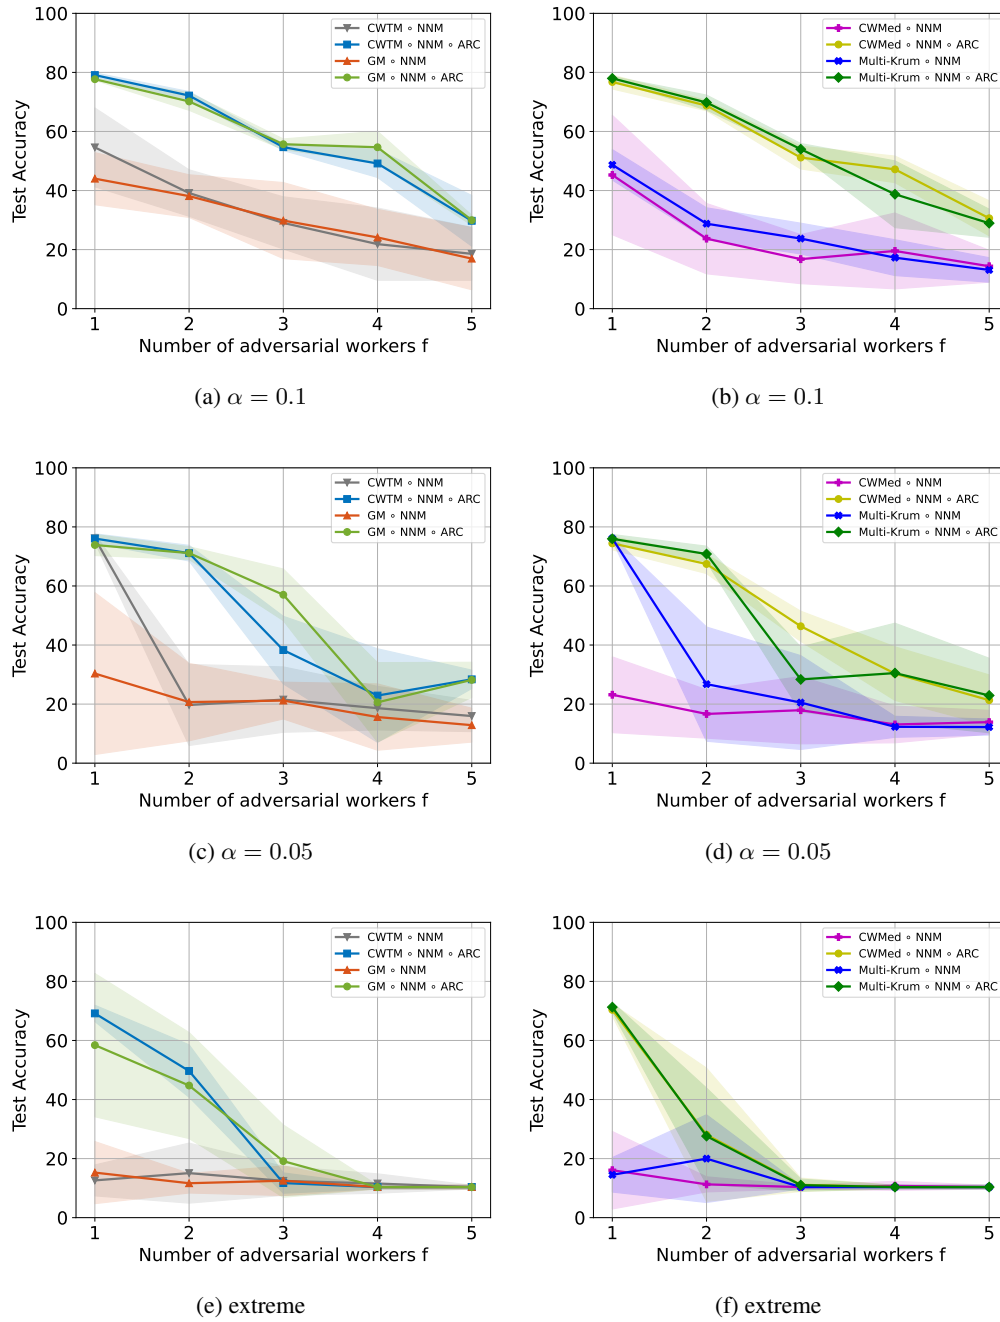 100
80
60
40
20
0
Test Accuracy
CWTM ∘ NNM
CWTM ∘ NNM ∘ ARC
GM ∘ NNM
GM ∘ NNM ∘ ARC
1 2 3 4 5
Number of adversarial workers f
(a) α = 0.1
100
80
60
40
20
0
Test Accuracy
CWMed ∘ NNM
CWMed ∘ NNM ∘ ARC
Multi-Krum ∘ NNM
Multi-Krum ∘ NNM ∘ ARC
1 2 3 4 5
Number of adversarial workers f
(b) α = 0.1
100
80
60
40
20
0
Test Accuracy
CWTM ∘ NNM
CWTM ∘ NNM ∘ ARC
GM ∘ NNM
GM ∘ NNM ∘ ARC
1 2 3 4 5
Number of adversarial workers f
(c) α = 0.05
100
80
60
40
20
0
Test Accuracy
CWMed ∘ NNM
CWMed ∘ NNM ∘ ARC
Multi-Krum ∘ NNM
Multi-Krum ∘ NNM ∘ ARC
1 2 3 4 5
Number of adversarial workers f
(d) α = 0.05
100
80
60
40
20
0
Test Accuracy
CWTM ∘ NNM
CWTM ∘ NNM ∘ ARC
GM ∘ NNM
GM ∘ NNM ∘ ARC
1 2 3 4 5
Number of adversarial workers f
(e) extreme
100
80
60
40
20
0
Test Accuracy
CWMed ∘ NNM
CWMed ∘ NNM ∘ ARC
Multi-Krum ∘ NNM
Multi-Krum ∘ NNM ∘ ARC
1 2 3 4 5
Number of adversarial workers f
(f) extreme